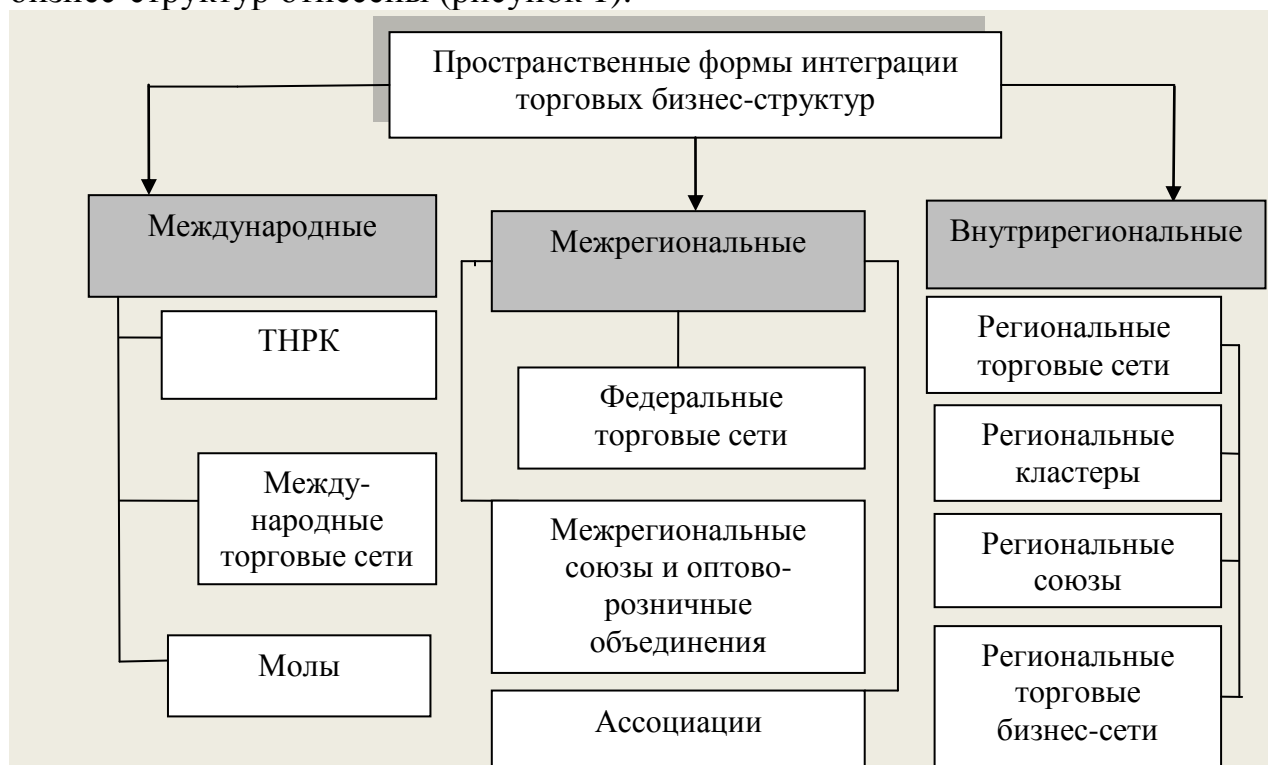 бизнес-структур отнесены (рисунок 1).
Пространственные формы интеграции
торговых бизнес-структур
Международные
ТНРК
Между-
народные
торговые сети
Молы
Межрегиональные
Федеральные
торговые сети
Межрегиональные
союзы и оптово-
розничные
объединения
Ассоциации
Внутрирегиональные
Региональные
торговые сети
Региональные
кластеры
Региональные
союзы
Региональные
торговые
бизнес-сети